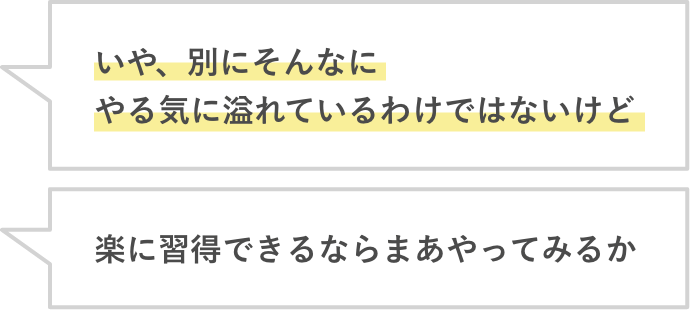 いや、別にそんなに
やる気に溢れているわけではないけど
楽に習得できるならまあやってみるか